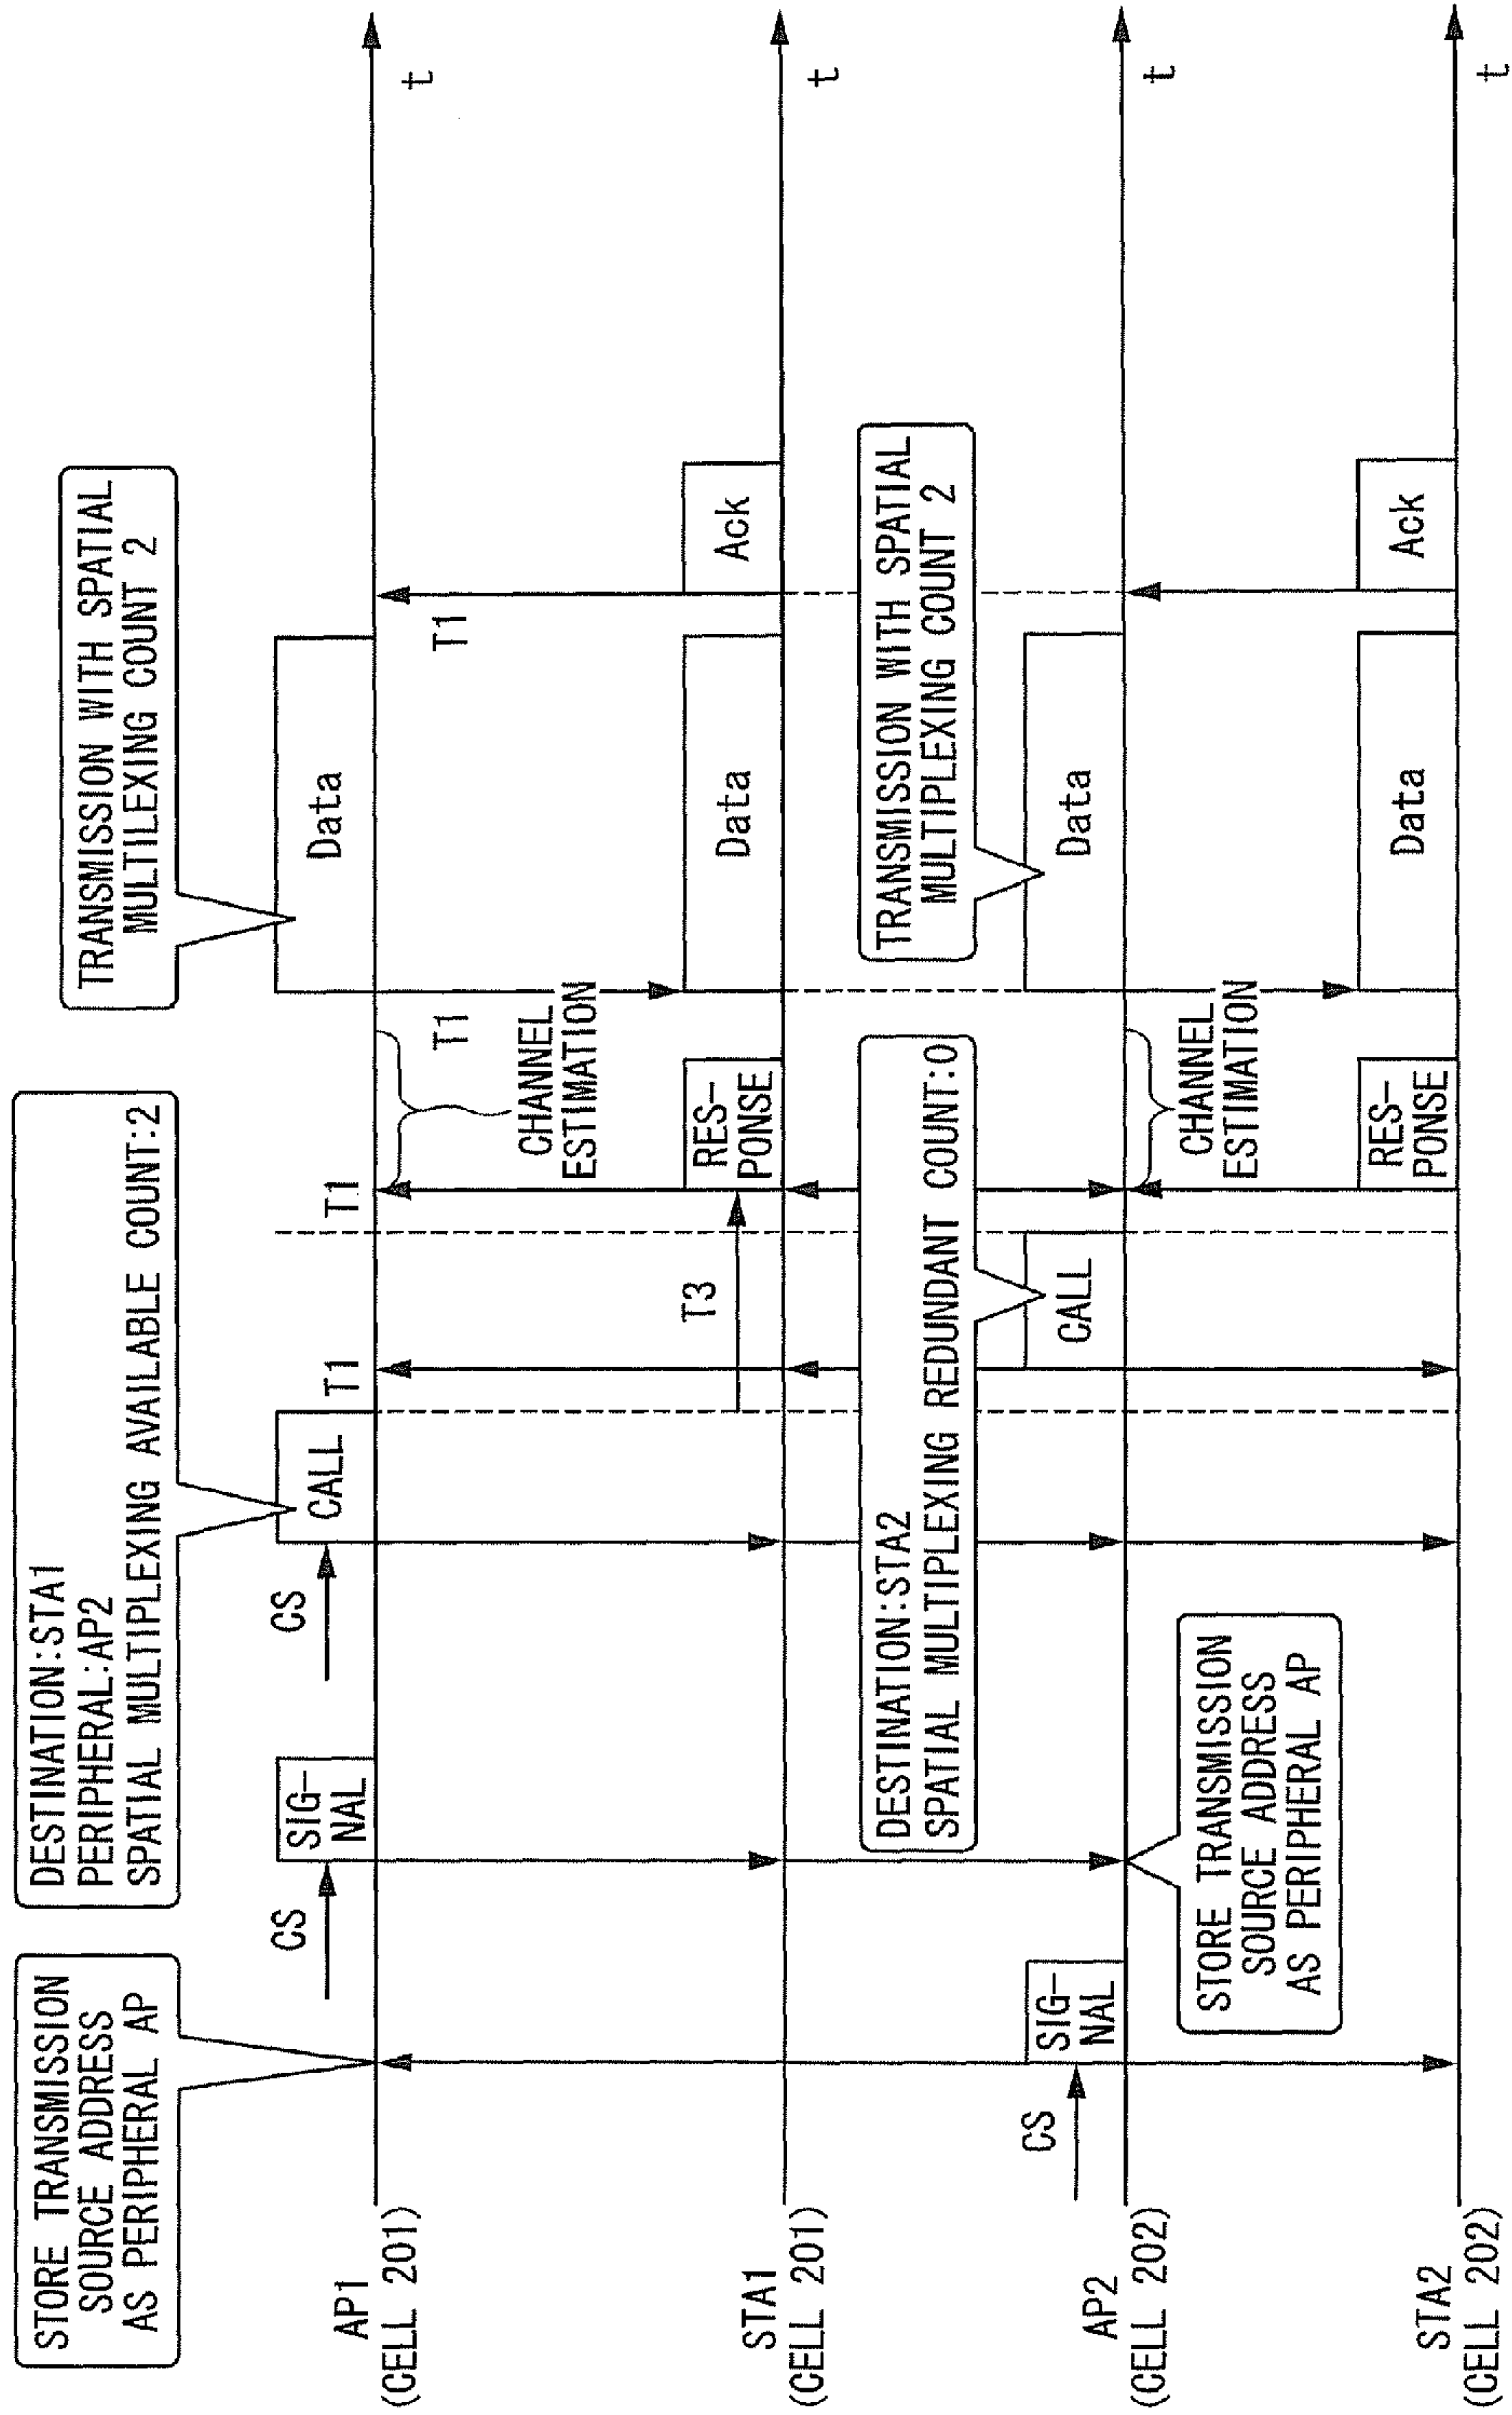 STORE TRANSMISSION
SOURCE ADDRESS
AS PERIPHERAL AP
DESTINATION:STA1
PERIPHERAL:AP2
SPATIAL MULTIPLEXING AVAILABLE COUNT:2
TRANSMISSION WITH SPATIAL
MULTILEXING COUNT 2
AP1
(CELL 201)
CS
SIG-
NAL
CS
CALL
T1
T1
Data
t
T1
CHANNEL
ESTIMATION
T1
STA1
(CELL 201)
T3
RES-
PONSE
Data
Ack
t
DESTINATION:STA2
SPATIAL MULTIPLEXING REDUNDANT COUNT:0
TRANSMISSION WITH SPATIAL
MULTIPLEXING COUNT 2
AP2
(CELL 202)
CS
SIG-
NAL
CALL
Data
t
STORE TRANSMISSION
SOURCE ADDRESS
AS PERIPHERAL AP
CHANNEL
ESTIMATION
STA2
(CELL 202)
RES-
PONSE
Data
Ack
t